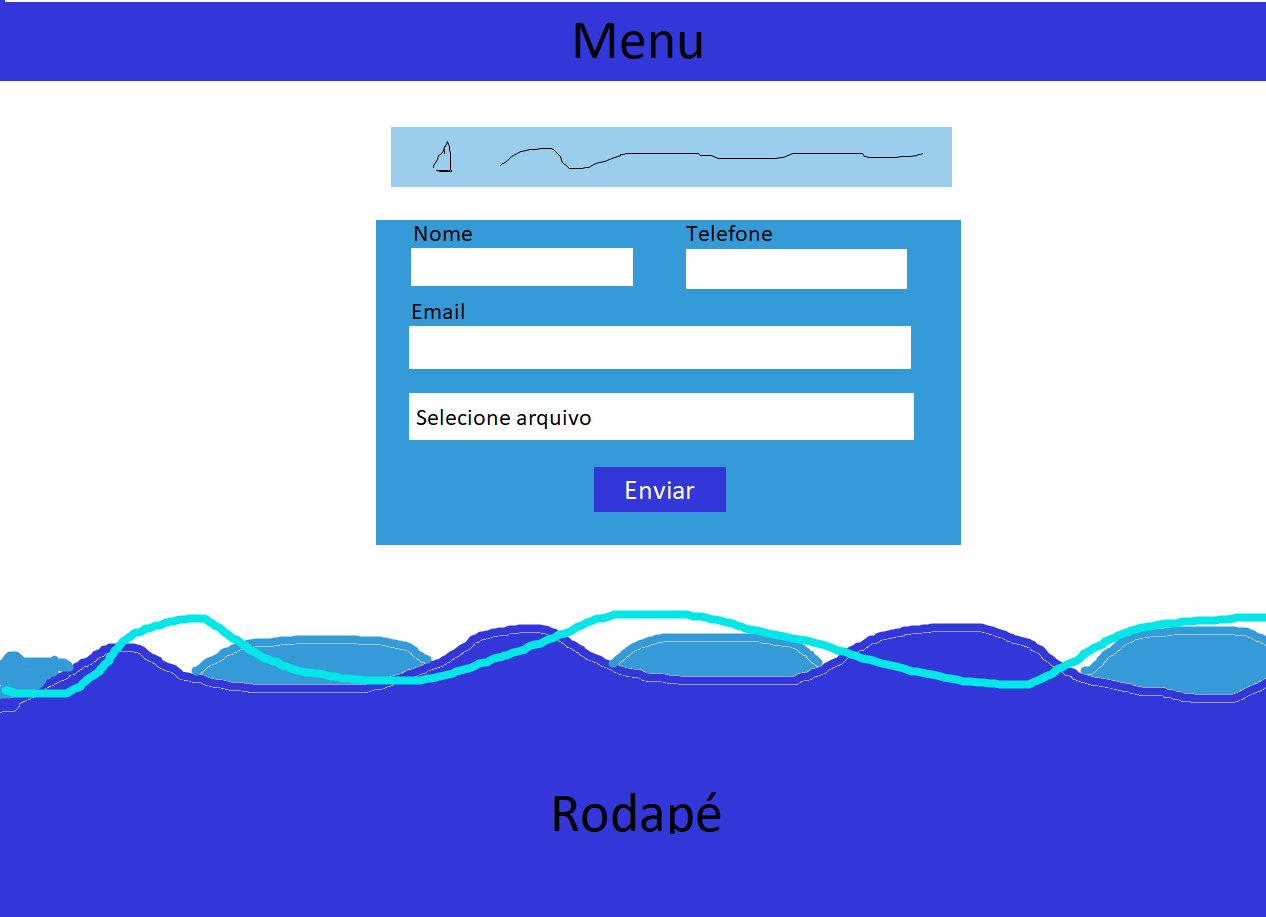 Menu
Nome
Telefone
Email
Selecione arquivo
Enviar
Rodapé